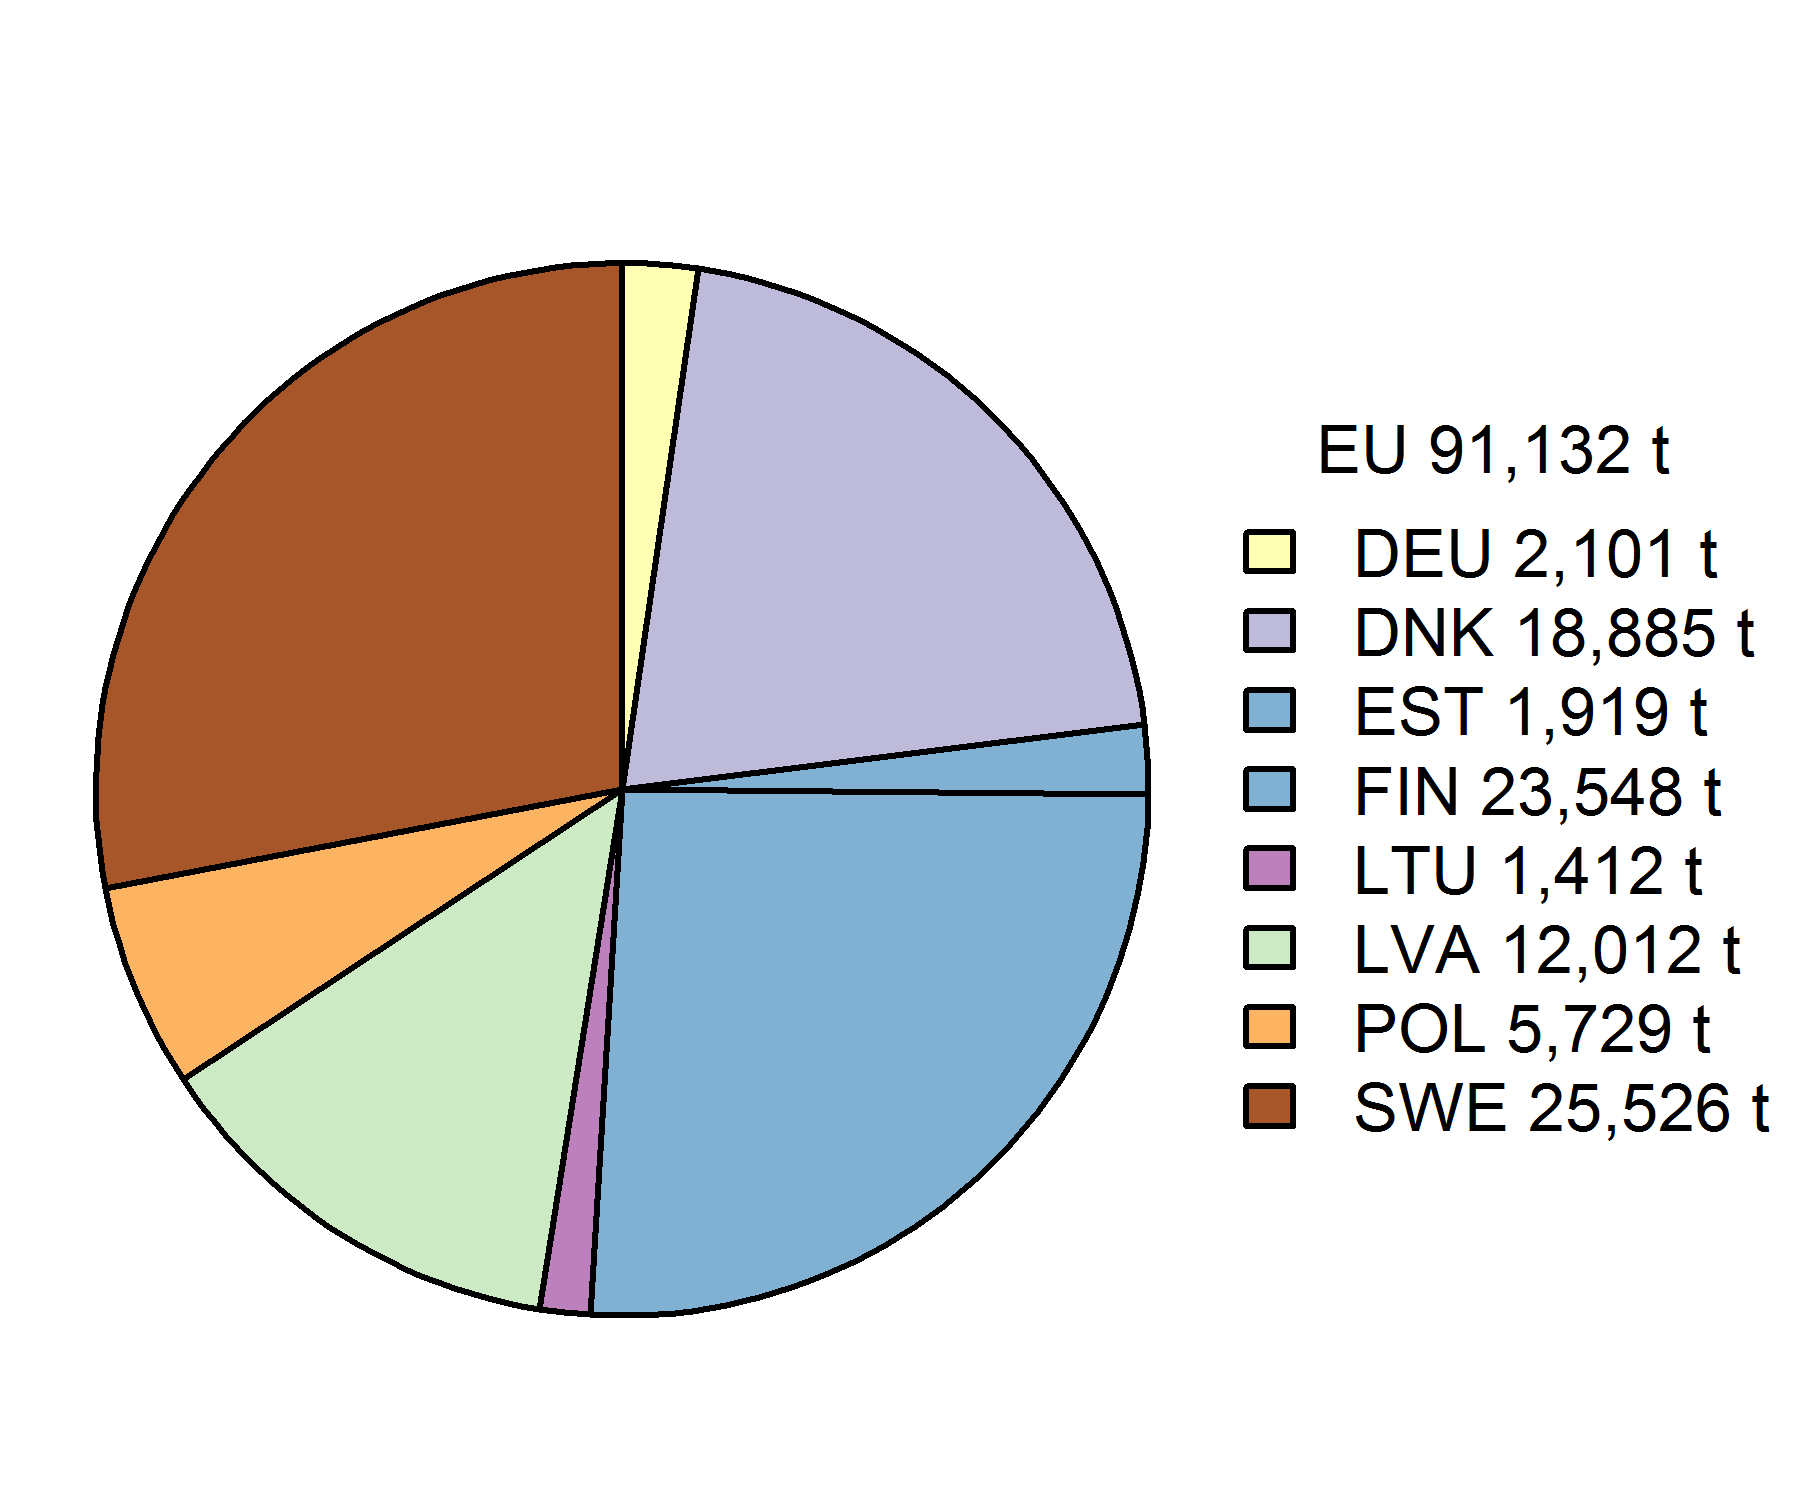 EU 91,132 t
DEU 2,101 t
DNK 18,885 t
EST 1,919 t
FIN 23,548 t
LTU 1,412 t
LVA 12,012 t
POL 5,729 t
SWE 25,526 t